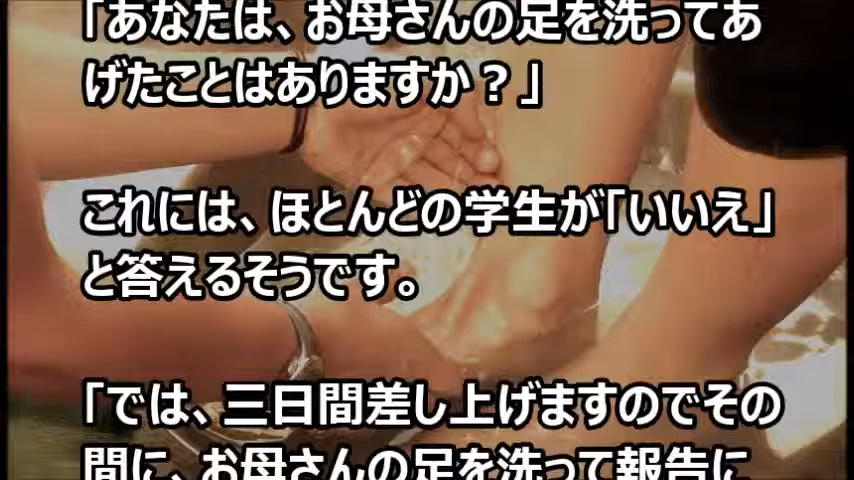 「あなたは、お母さんの足を洗ってあ
げたことはありますか？」
これには、ほとんどの学生が「いいえ」
と答えるそうです。
「では、三日間差し上げますのでその
間に、お母さんの足を洗って報告に